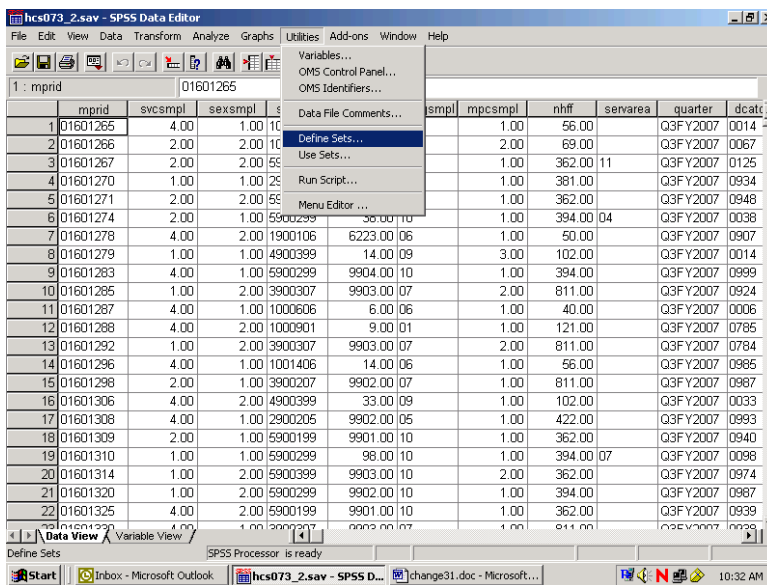 hcs073_2.sav - SPSS Data Editor
File Edit View Data Transform Analyze Graphs Utilities Add-ons Window Help
1 : mprid 01601265
Variables...
OMS Control Panel...
OMS Identifiers...
Data File Comments...
Define Sets...
Use Sets...
Run Script...
Menu Editor ...
mprid svcsmpl sexsmpl mpcsmpl nhff servarea quarter dcatc
1 01601265 4.00 1.00 1.00 56.00 Q3FY2007 0014
2 01601266 2.00 2.00 2.00 69.00 Q3FY2007 0067
3 01601267 2.00 2.00 1.00 362.00 11 Q3FY2007 0125
4 01601270 1.00 1.00 1.00 381.00 Q3FY2007 0934
5 01601271 2.00 2.00 1.00 362.00 Q3FY2007 0948
6 01601274 2.00 1.00 5900299 38.00 10 1.00 394.00 04 Q3FY2007 0038
7 01601278 4.00 2.00 1900106 6223.00 06 1.00 50.00 Q3FY2007 0907
8 01601279 1.00 1.00 4900399 14.00 09 3.00 102.00 Q3FY2007 0014
9 01601283 4.00 1.00 5900299 9904.00 10 1.00 394.00 Q3FY2007 0999
10 01601285 1.00 2.00 3900307 9903.00 07 2.00 811.00 Q3FY2007 0924
11 01601287 4.00 1.00 1000606 6.00 06 1.00 40.00 Q3FY2007 0006
12 01601288 4.00 2.00 1000901 9.00 01 1.00 121.00 Q3FY2007 0785
13 01601292 1.00 2.00 3900307 9903.00 07 2.00 811.00 Q3FY2007 0784
14 01601296 4.00 1.00 1001406 14.00 06 1.00 56.00 Q3FY2007 0985
15 01601298 2.00 1.00 3900207 9902.00 07 1.00 811.00 Q3FY2007 0987
16 01601306 4.00 2.00 4900399 33.00 09 1.00 102.00 Q3FY2007 0033
17 01601308 4.00 1.00 2900205 9902.00 05 1.00 422.00 Q3FY2007 0993
18 01601309 2.00 1.00 5900199 9901.00 10 1.00 362.00 Q3FY2007 0940
19 01601310 1.00 1.00 5900299 98.00 10 1.00 394.00 07 Q3FY2007 0098
20 01601314 1.00 2.00 5900399 9903.00 10 2.00 362.00 Q3FY2007 0974
21 01601320 1.00 2.00 5900299 9902.00 10 1.00 394.00 Q3FY2007 0987
22 01601325 4.00 2.00 5900199 9901.00 10 1.00 362.00 Q3FY2007 0939
Data View Variable View
Define Sets SPSS Processor is ready
Start Inbox - Microsoft Outlook hcs073_2.sav - SPSS D... change31.doc - Microsoft... 10:32 AM